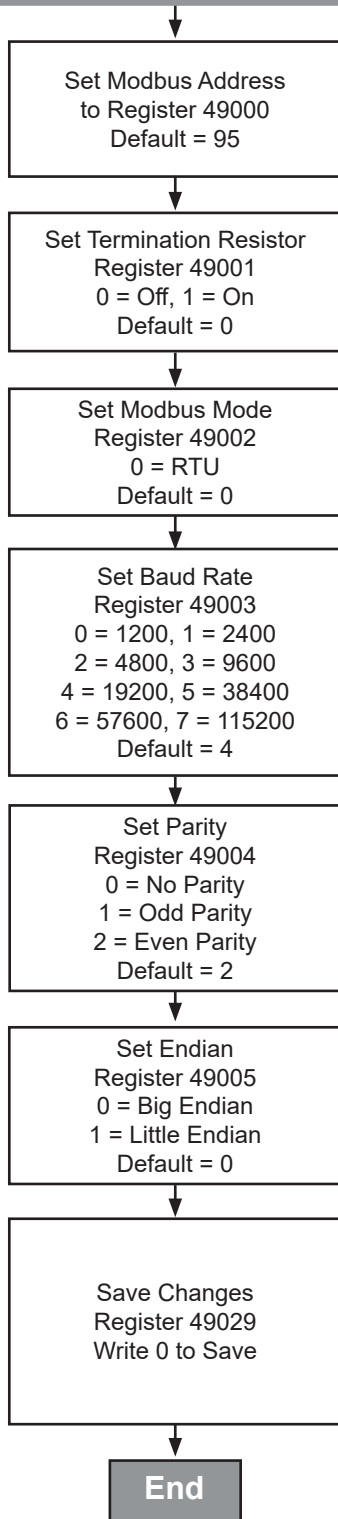 Set Modbus Address
to Register 49000
Default = 95
Set Termination Resistor
Register 49001
0 = Off, 1 = On
Default = 0
Set Modbus Mode
Register 49002
0 = RTU
Default = 0
Set Baud Rate
Register 49003
0 = 1200, 1 = 2400
2 = 4800, 3 = 9600
4 = 19200, 5 = 38400
6 = 57600, 7 = 115200
Default = 4
Set Parity
Register 49004
0 = No Parity
1 = Odd Parity
2 = Even Parity
Default = 2
Set Endian
Register 49005
0 = Big Endian
1 = Little Endian
Default = 0
Save Changes
Register 49029
Write 0 to Save
End